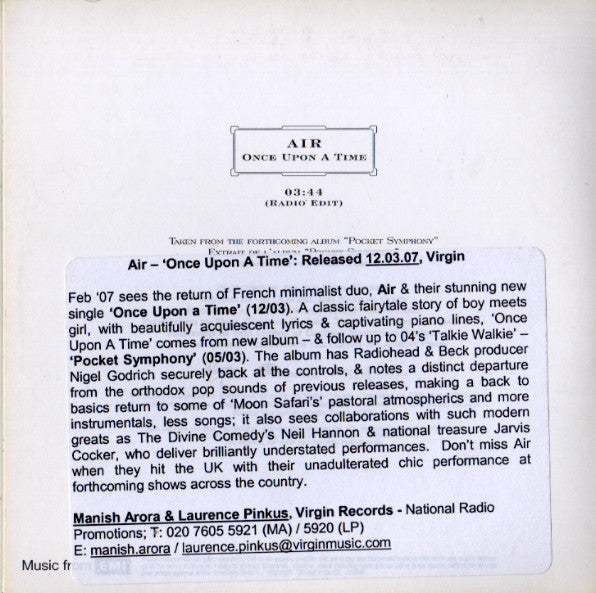 AIR
ONCE UPON A TIME
03:44
(RADIO EDIT)
TAKEN FROM THE FORTHCOMING ALBUM "POCKET SYMPHONY"
EXTRAIT DE L'ALBUM "POCKET SYMPHONY"
Air – 'Once Upon A Time': Released 12.03.07, Virgin
Feb '07 sees the return of French minimalist duo, Air & their stunning new
single 'Once Upon a Time' (12/03). A classic fairytale story of boy meets
girl, with beautifully acquiescent lyrics & captivating piano lines, 'Once
Upon A Time' comes from new album – & follow up to 04's 'Talkie Walkie' –
'Pocket Symphony' (05/03). The album has Radiohead & Beck producer
Nigel Godrich securely back at the controls, & notes a distinct departure
from the orthodox pop sounds of previous releases, making a back to
basics return to some of 'Moon Safari's' pastoral atmospherics and more
instrumentals, less songs; it also sees collaborations with such modern
greats as The Divine Comedy's Neil Hannon & national treasure Jarvis
Cocker, who deliver brilliantly understated performances. Don't miss Air
when they hit the UK with their unadulterated chic performance at
forthcoming shows across the country.
Manish Arora & Laurence Pinkus, Virgin Records - National Radio
Promotions; T: 020 7605 5921 (MA) / 5920 (LP)
E: manish.arora / laurence.pinkus@virginmusic.com
Music from